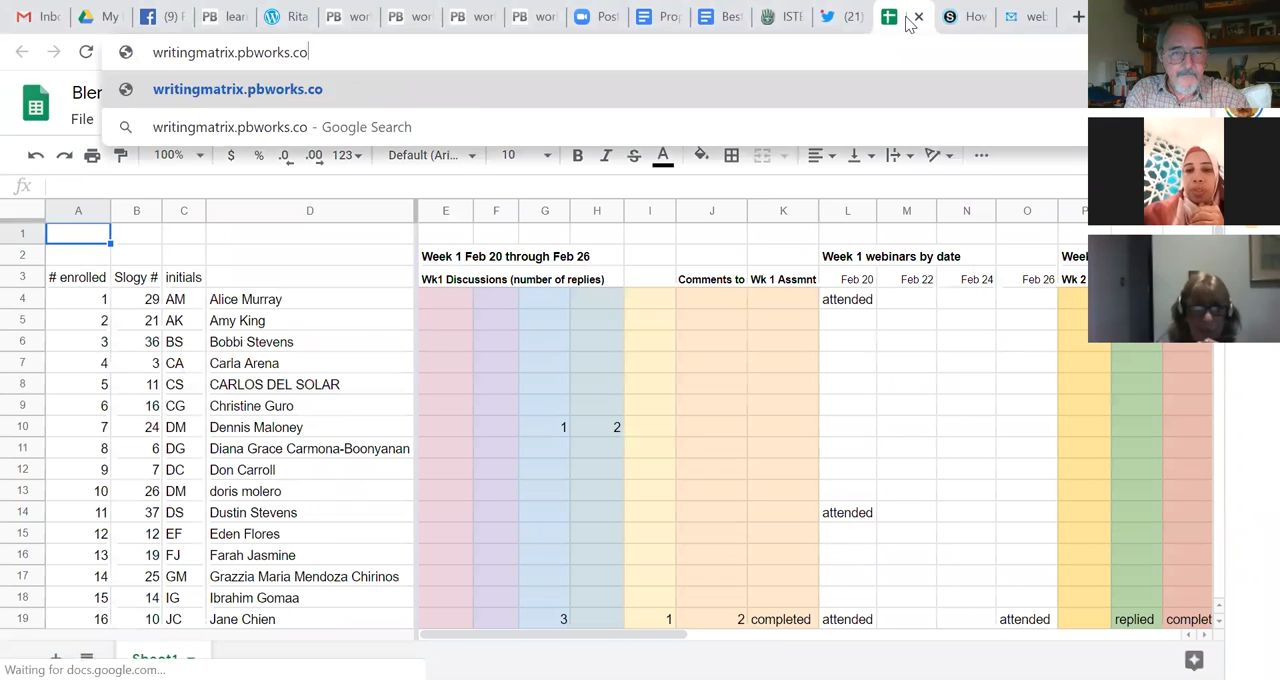 Inbc
My
(9) F
PB lear
Rita
PB wor
PB wor
PB wor
PB wor
Post
Prop
Best
ISTE
(21)
How
web
writingmatrix.pbworks.co
writingmatrix.pbworks.co
writingmatrix.pbworks.co - Google Search
Bler
File
100% $ % .0 .00 123 Default (Ari... 10 B I S A
fx
A B C D E F G H I J K L M N O P
1
2 Week 1 Feb 20 through Feb 26 Week 1 webinars by date Weel
3 # enrolled Slogy # initials Wk1 Discussions (number of replies) Comments to Wk 1 Assmnt Feb 20 Feb 22 Feb 24 Feb 26 Wk 2
4 1 29 AM Alice Murray attended
5 2 21 AK Amy King
6 3 36 BS Bobbi Stevens
7 4 3 CA Carla Arena
8 5 11 CS CARLOS DEL SOLAR
9 6 16 CG Christine Guro
10 7 24 DM Dennis Maloney 1 2
11 8 6 DG Diana Grace Carmona-Boonyanan
12 9 7 DC Don Carroll
13 10 26 DM doris molero
14 11 37 DS Dustin Stevens attended
15 12 12 EF Eden Flores
16 13 19 FJ Farah Jasmine
17 14 25 GM Grazzia Maria Mendoza Chirinos
18 15 14 IG Ibrahim Gomaa
19 16 10 JC Jane Chien 3 1 2 completed attended attended replied complet
Sheet1
Waiting for docs.google.com...